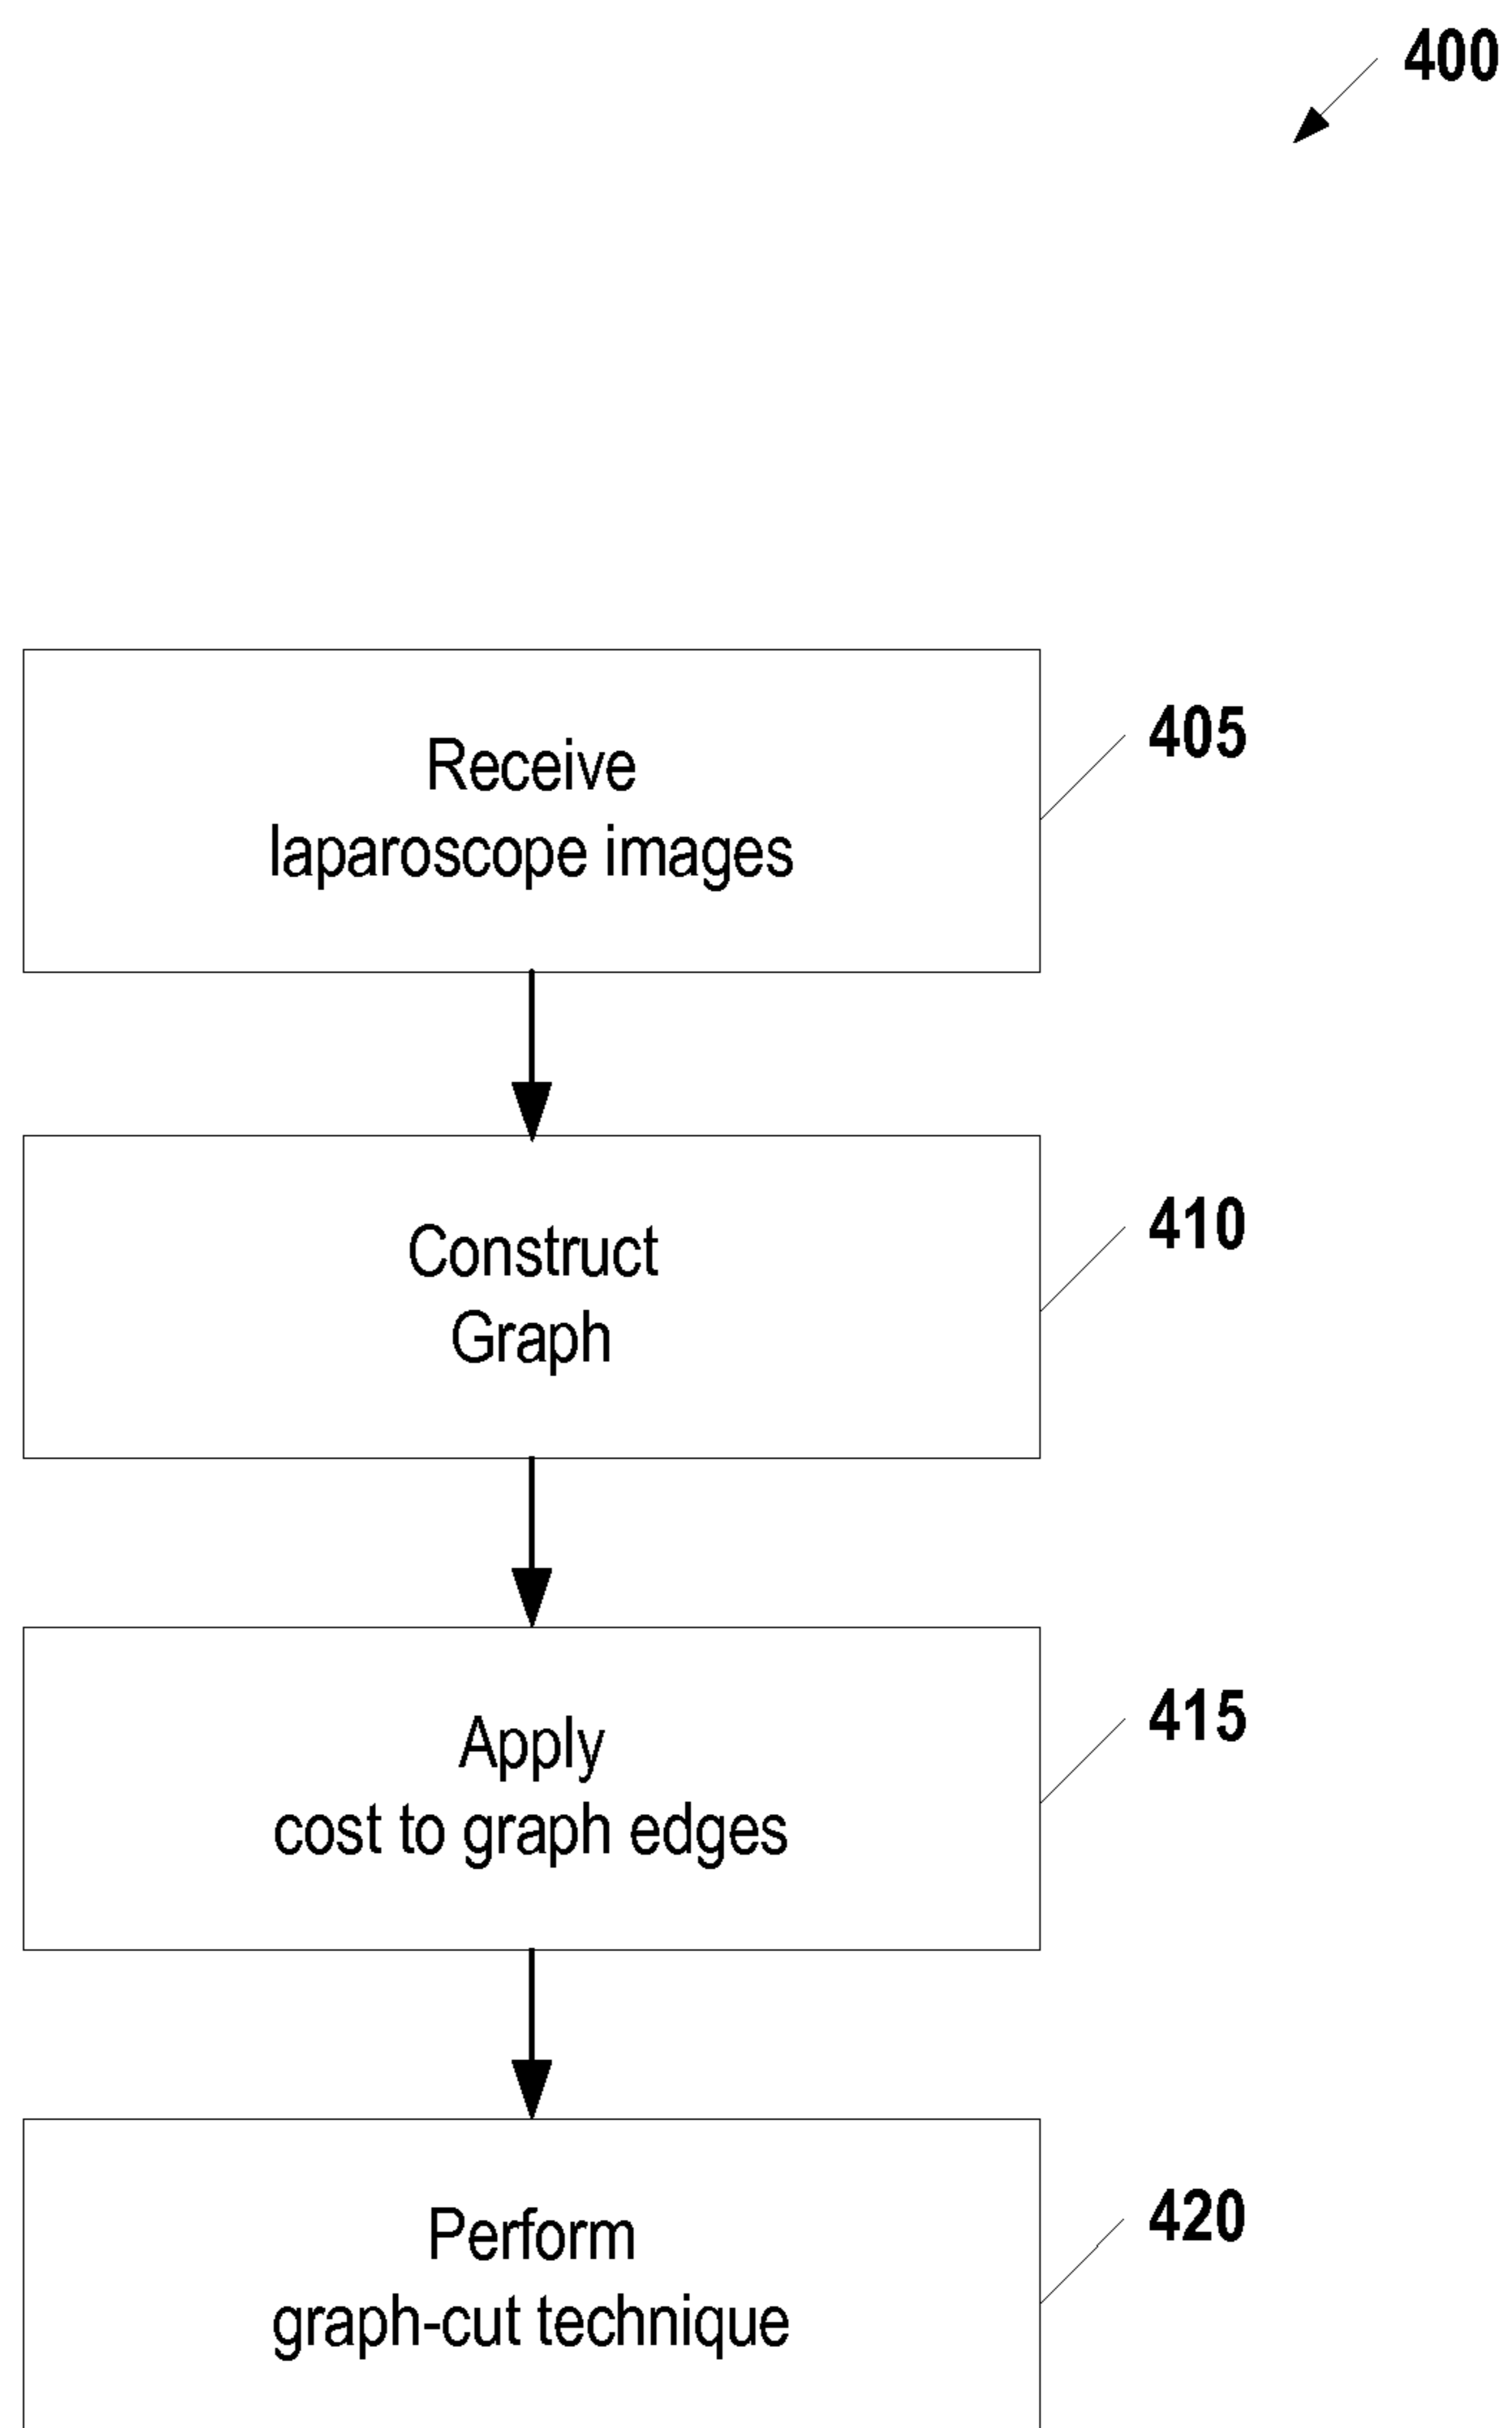 400
Receive
laparoscope images
405
Construct
Graph
410
Apply
cost to graph edges
415
Perform
graph-cut technique
420